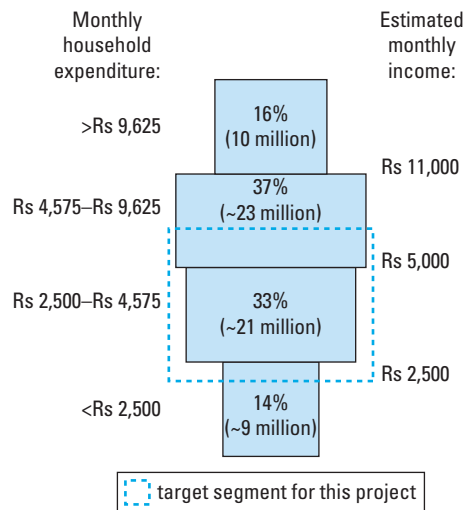 Monthly
household
expenditure:
Estimated
monthly
income:
>Rs 9,625
16%
(10 million)
Rs 11,000
Rs 4,575–Rs 9,625
37%
(~23 million)
Rs 5,000
Rs 2,500–Rs 4,575
33%
(~21 million)
Rs 2,500
<Rs 2,500
14%
(~9 million)
target segment for this project